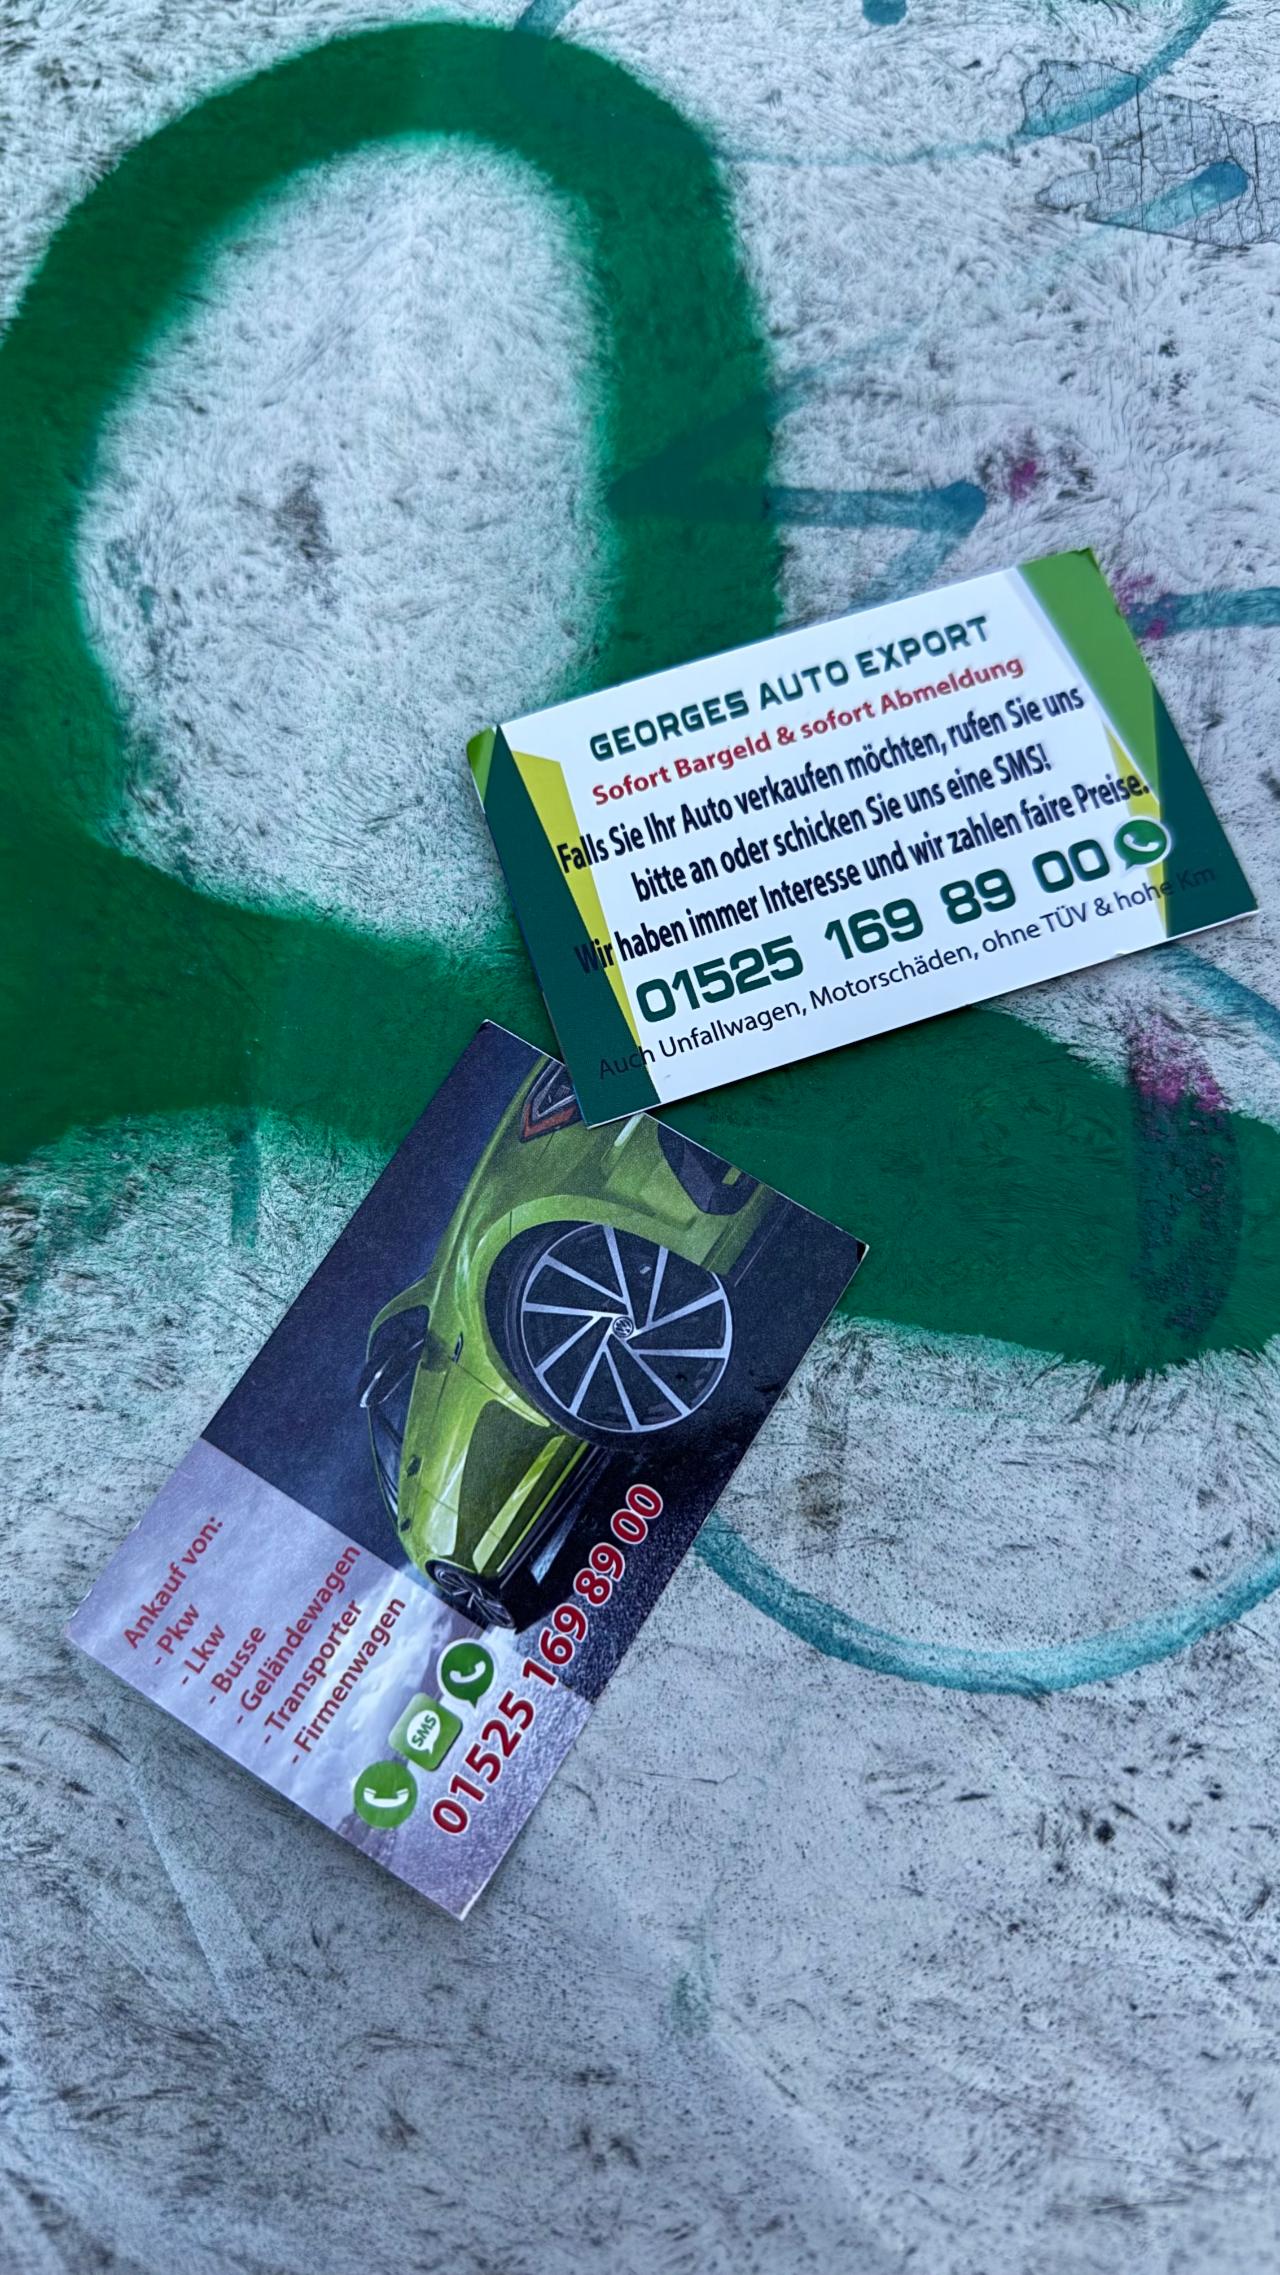 GEORGES AUTO EXPORT
Sofort Bargeld & sofort Abmeldung
Falls Sie Ihr Auto verkaufen möchten, rufen Sie uns
bitte an oder schicken Sie uns eine SMS!
Wir haben immer Interesse und wir zahlen faire Preise.
01525 169 89 00
Auch Unfallwagen, Motorschäden, ohne TÜV & hohe Km
Ankauf von:
- Pkw
- Lkw
- Busse
- Geländewagen
- Transporter
- Firmenwagen
SMS
01525 169 89 00